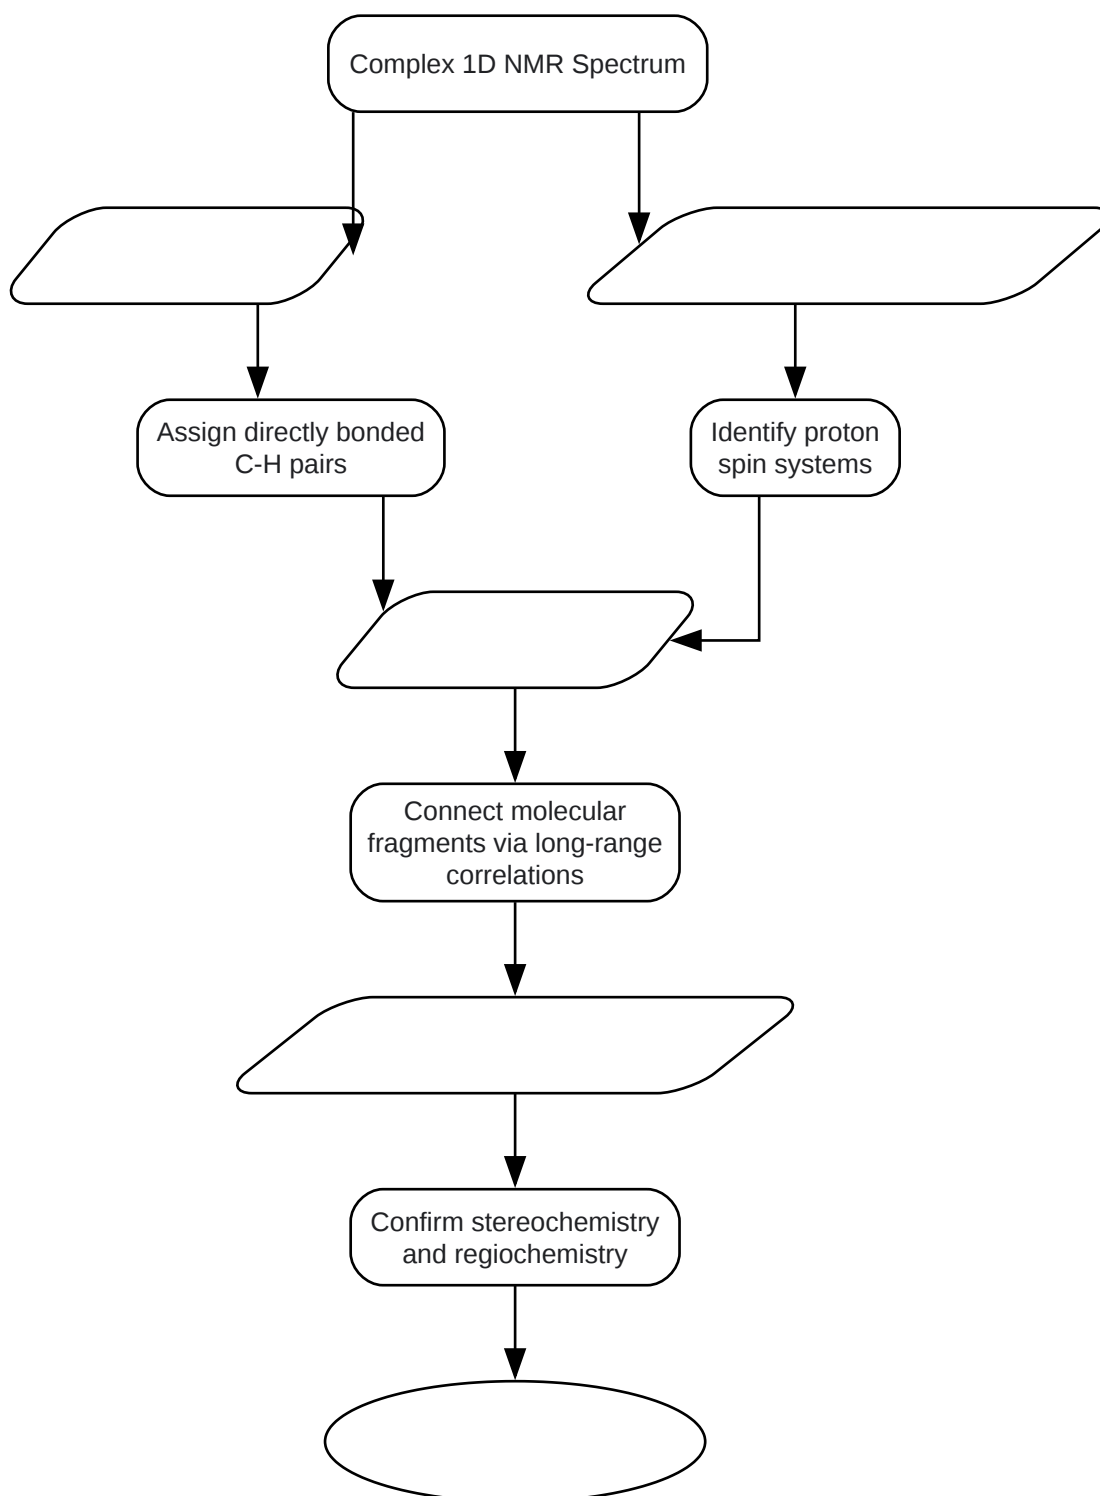 Complex 1D NMR Spectrum
Assign directly bonded
C-H pairs
Identify proton
spin systems
Connect molecular
fragments via long-range
correlations
Confirm stereochemistry
and regiochemistry